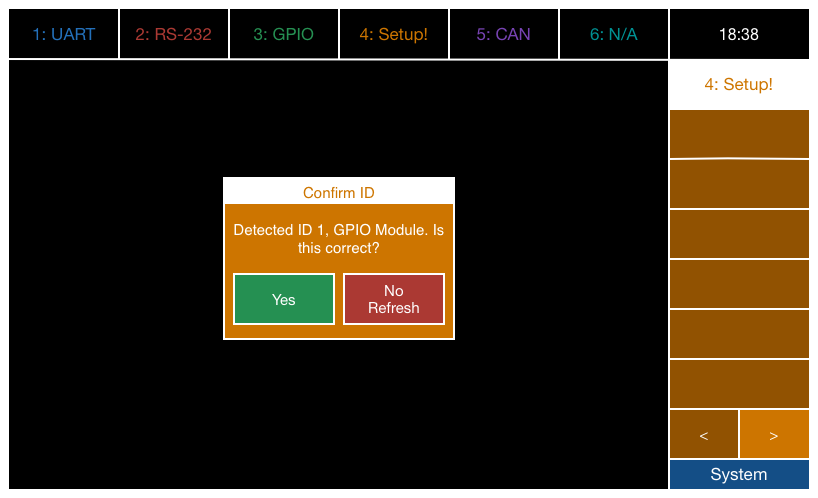 1: UART
2: RS-232
3: GPIO
4: Setup!
5: CAN
6: N/A
18:38
4: Setup!
Confirm ID
Detected ID 1, GPIO Module. Is
this correct?
Yes
No
Refresh
<
>
System